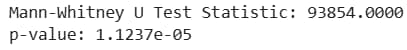 Mann-Whitney U Test Statistic: 93854.0000
p-value: 1.1237e-05